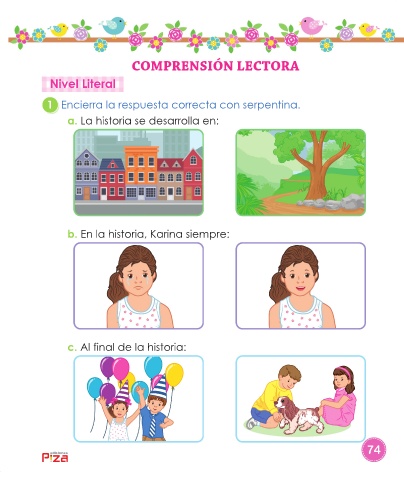 COMPRENSIÓN LECTORA
Nivel Literal
1 Encierra la respuesta correcta con serpentina.
a. La historia se desarrolla en:
b. En la historia, Karina siempre:
c. Al final de la historia:
74